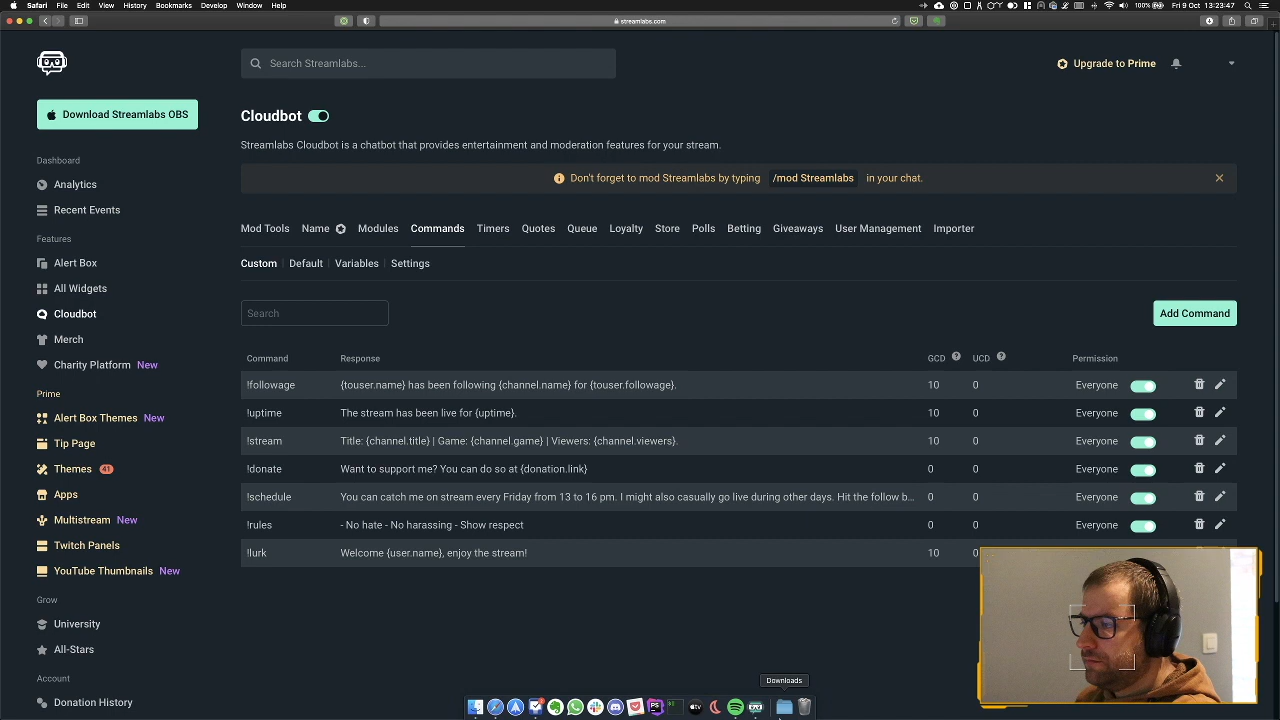 Safari File Edit View History Bookmarks Develop Window Help
100% Fri 9 Oct 13:23:47
streamlabs.com
Search Streamlabs...
Upgrade to Prime
Download Streamlabs OBS
Cloudbot
Streamlabs Cloudbot is a chatbot that provides entertainment and moderation features for your stream.
Don't forget to mod Streamlabs by typing /mod Streamlabs in your chat.
Dashboard
Analytics
Recent Events
Features
Alert Box
All Widgets
Cloudbot
Merch
Charity Platform New
Prime
Alert Box Themes New
Tip Page
Themes 41
Apps
Multistream New
Twitch Panels
YouTube Thumbnails New
Grow
University
All-Stars
Account
Donation History
Mod Tools Name Modules Commands Timers Quotes Queue Loyalty Store Polls Betting Giveaways User Management Importer
Custom Default Variables Settings
Search
Add Command
Command Response GCD ? UCD ? Permission
!followage {touser.name} has been following {channel.name} for {touser.followage}. 10 0 Everyone
!uptime The stream has been live for {uptime}. 10 0 Everyone
!stream Title: {channel.title} | Game: {channel.game} | Viewers: {channel.viewers}. 10 0 Everyone
!donate Want to support me? You can do so at {donation.link} 0 0 Everyone
!schedule You can catch me on stream every Friday from 13 to 16 pm. I might also casually go live during other days. Hit the follow b... 0 0 Everyone
!rules - No hate - No harassing - Show respect 0 0 Everyone
!lurk Welcome {user.name}, enjoy the stream! 10 0
Downloads